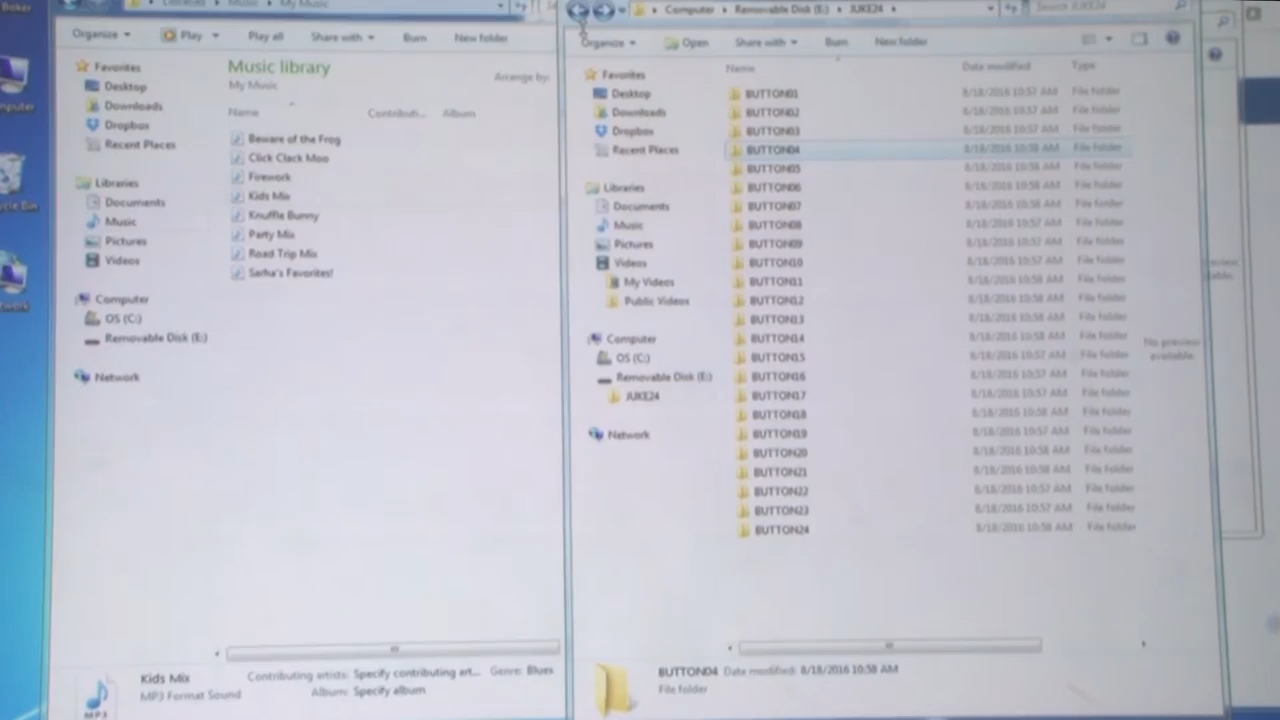 Baker
Libraries ▸ Music ▸ My Music
Organize Play Play all Share with Burn New folder
Favorites
Desktop
Downloads
Dropbox
Recent Places
Libraries
Documents
Music
Pictures
Videos
Computer
OS (C:)
Removable Disk (E:)
Network
Music library
My Music
Arrange by:
Name Contributi... Album
Beware of the Frog
Click Clack Moo
Firework
Kids Mix
Knuffle Bunny
Party Mix
Road Trip Mix
Sarha's Favorites!
Kids Mix
MP3 Format Sound
Contributing artists: Specify contributing art... Genre: Blues
Album: Specify album
MP3
Computer ▸ Removable Disk (E:) ▸ JUKE24 ▸
Search JUKE24
Organize Open Share with Burn New folder
Favorites
Desktop
Downloads
Dropbox
Recent Places
Libraries
Documents
Music
Pictures
Videos
My Videos
Public Videos
Computer
OS (C:)
Removable Disk (E:)
JUKE24
Network
Name Date modified Type
BUTTON01 8/18/2016 10:57 AM File folder
BUTTON02 8/18/2016 10:57 AM File folder
BUTTON03 8/18/2016 10:57 AM File folder
BUTTON04 8/18/2016 10:58 AM File folder
BUTTON05 8/18/2016 10:58 AM File folder
BUTTON06 8/18/2016 10:58 AM File folder
BUTTON07 8/18/2016 10:58 AM File folder
BUTTON08 8/18/2016 10:57 AM File folder
BUTTON09 8/18/2016 10:57 AM File folder
BUTTON10 8/18/2016 10:57 AM File folder
BUTTON11 8/18/2016 10:58 AM File folder
BUTTON12 8/18/2016 10:58 AM File folder
BUTTON13 8/18/2016 10:58 AM File folder
BUTTON14 8/18/2016 10:58 AM File folder
BUTTON15 8/18/2016 10:57 AM File folder
BUTTON16 8/18/2016 10:57 AM File folder
BUTTON17 8/18/2016 10:57 AM File folder
BUTTON18 8/18/2016 10:58 AM File folder
BUTTON19 8/18/2016 10:57 AM File folder
BUTTON20 8/18/2016 10:58 AM File folder
BUTTON21 8/18/2016 10:58 AM File folder
BUTTON22 8/18/2016 10:57 AM File folder
BUTTON23 8/18/2016 10:57 AM File folder
BUTTON24 8/18/2016 10:58 AM File folder
No preview
available.
BUTTON04 Date modified: 8/18/2016 10:58 AM
File folder